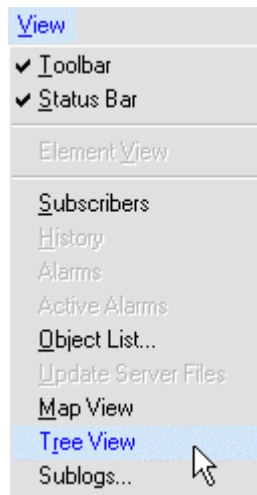 View
Toolbar
Status Bar
Element View
Subscribers
History
Alarms
Active Alarms
Object List...
Update Server Files
Map View
Tree View
Sublogs...